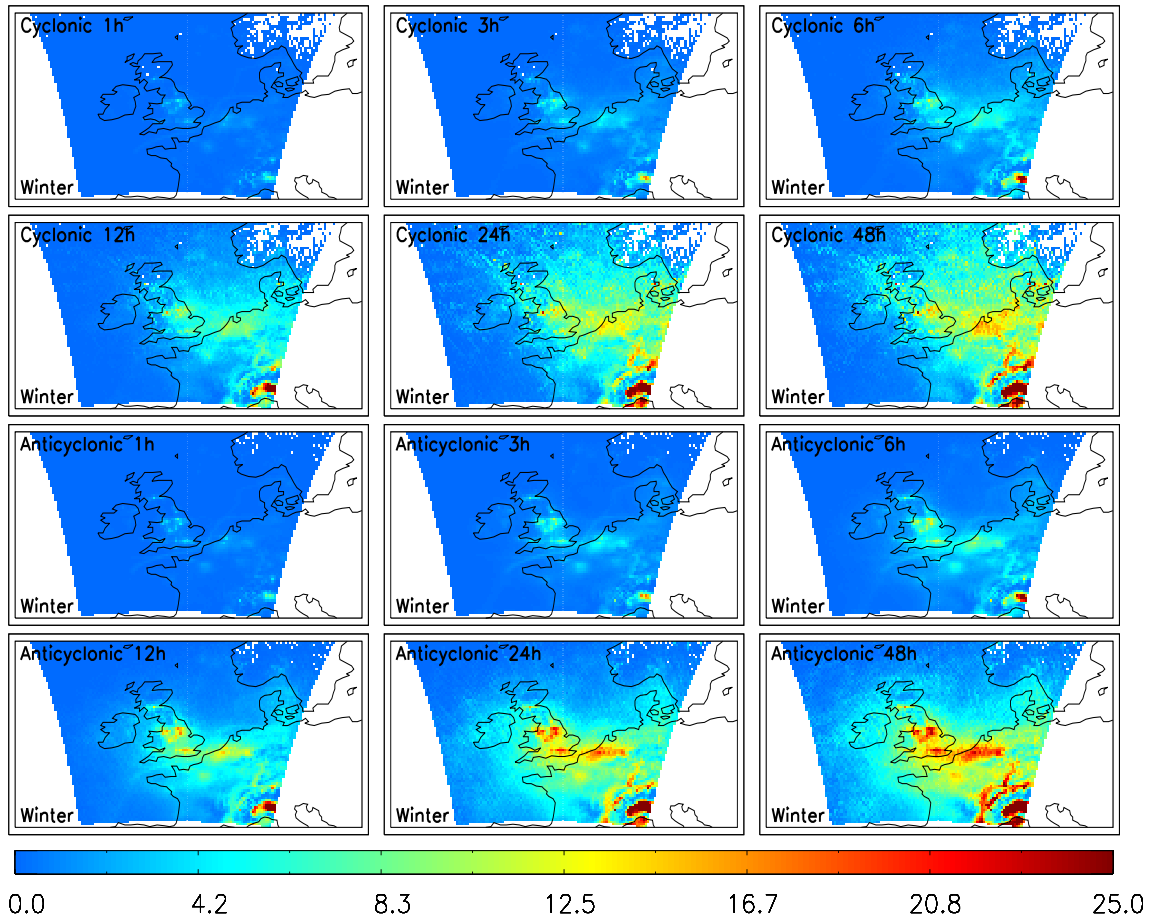 Cyclonic 1h
Cyclonic 3h
Cyclonic 6h
Winter
Winter
Winter
Cyclonic 12h
Cyclonic 24h
Cyclonic 48h
Winter
Winter
Winter
Anticyclonic 1h
Anticyclonic 3h
Anticyclonic 6h
Winter
Winter
Winter
Anticyclonic 12h
Anticyclonic 24h
Anticyclonic 48h
Winter
Winter
Winter
0.0 4.2 8.3 12.5 16.7 20.8 25.0